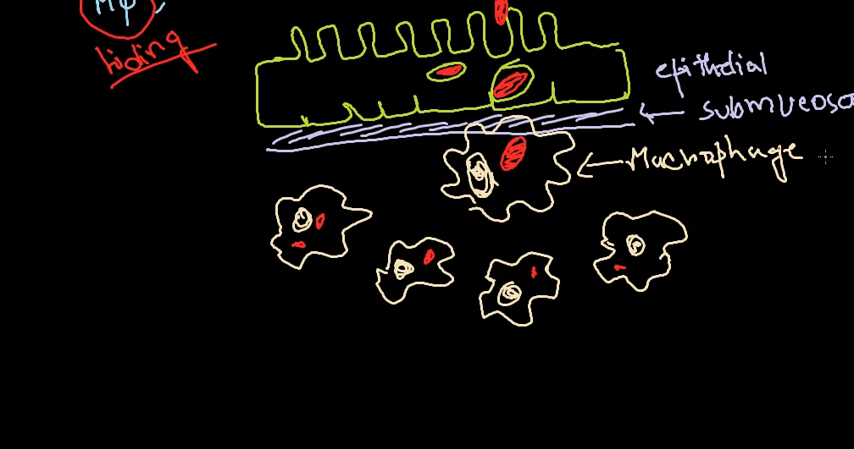 Mφ,
hiding
epithelial
submucosa
Macrophage